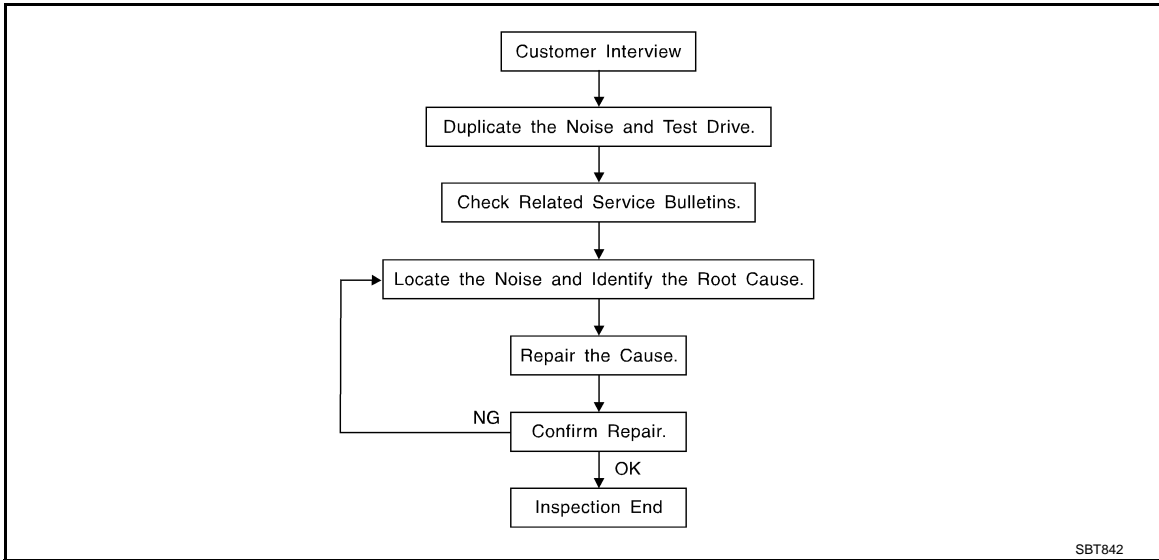 Customer Interview
Duplicate the Noise and Test Drive.
Check Related Service Bulletins.
Locate the Noise and Identify the Root Cause.
Repair the Cause.
NG
Confirm Repair.
OK
Inspection End
SBT842